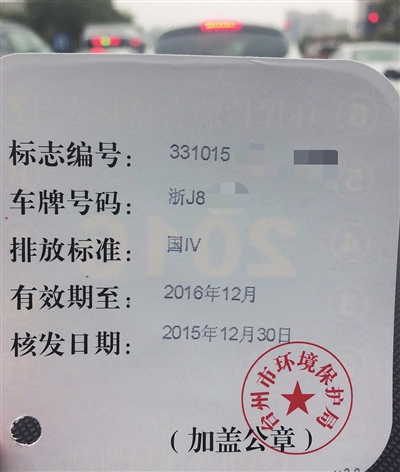 标志编号：331015
车牌号码：浙J8
排放标准：国IV
有效期至：2016年12月
核发日期：2015年12月30日
台州市环境保护局
（加盖公章）